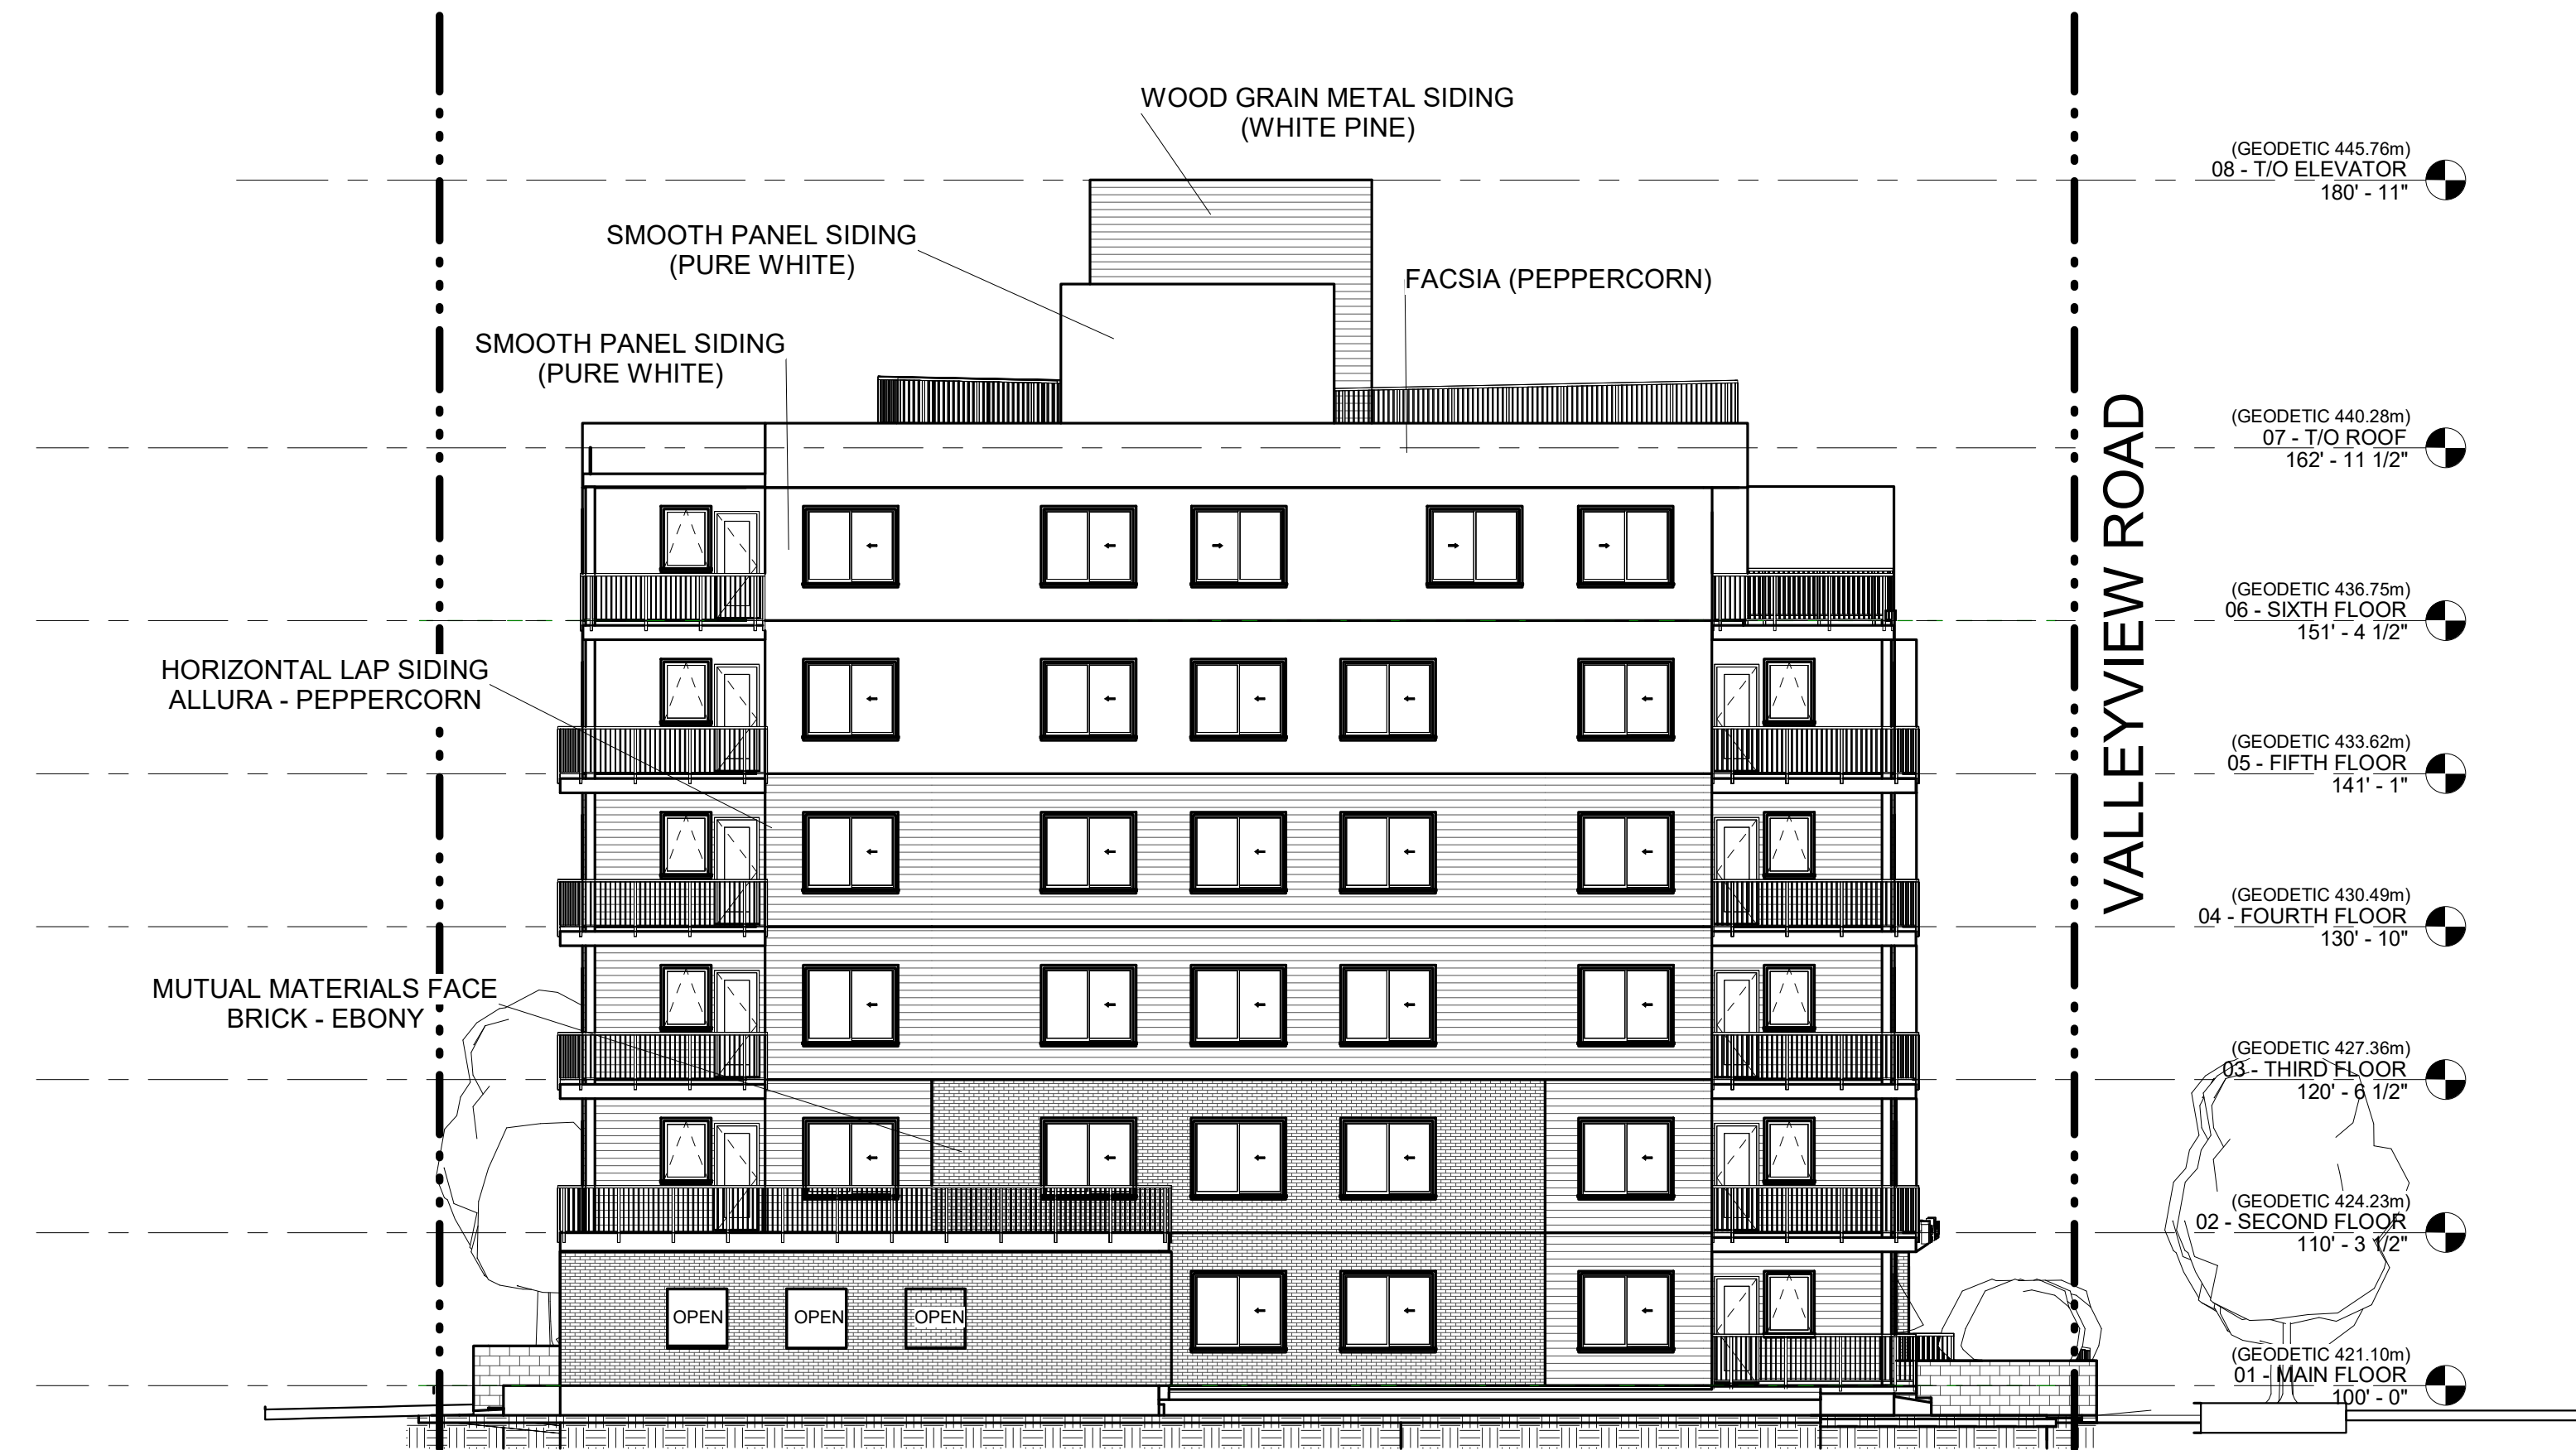 WOOD GRAIN METAL SIDING
(WHITE PINE)
SMOOTH PANEL SIDING
(PURE WHITE)
FACSIA (PEPPERCORN)
SMOOTH PANEL SIDING
(PURE WHITE)
HORIZONTAL LAP SIDING
ALLURA - PEPPERCORN
MUTUAL MATERIALS FACE
BRICK - EBONY
OPEN
OPEN
OPEN
VALLEYVIEW ROAD
(GEODETIC 445.76m)
08 - T/O ELEVATOR
180' - 11"
(GEODETIC 440.28m)
07 - T/O ROOF
162' - 11 1/2"
(GEODETIC 436.75m)
06 - SIXTH FLOOR
151' - 4 1/2"
(GEODETIC 433.62m)
05 - FIFTH FLOOR
141' - 1"
(GEODETIC 430.49m)
04 - FOURTH FLOOR
130' - 10"
(GEODETIC 427.36m)
03 - THIRD FLOOR
120' - 6 1/2"
(GEODETIC 424.23m)
02 - SECOND FLOOR
110' - 3 1/2"
(GEODETIC 421.10m)
01 - MAIN FLOOR
100' - 0"